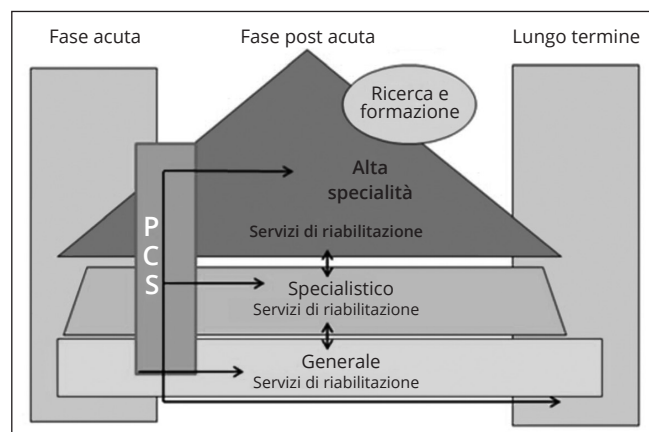 Fase acuta
Fase post acuta
Lungo termine
Ricerca e
formazione
Alta
specialità
Servizi di riabilitazione
PCS
Specialistico
Servizi di riabilitazione
Generale
Servizi di riabilitazione